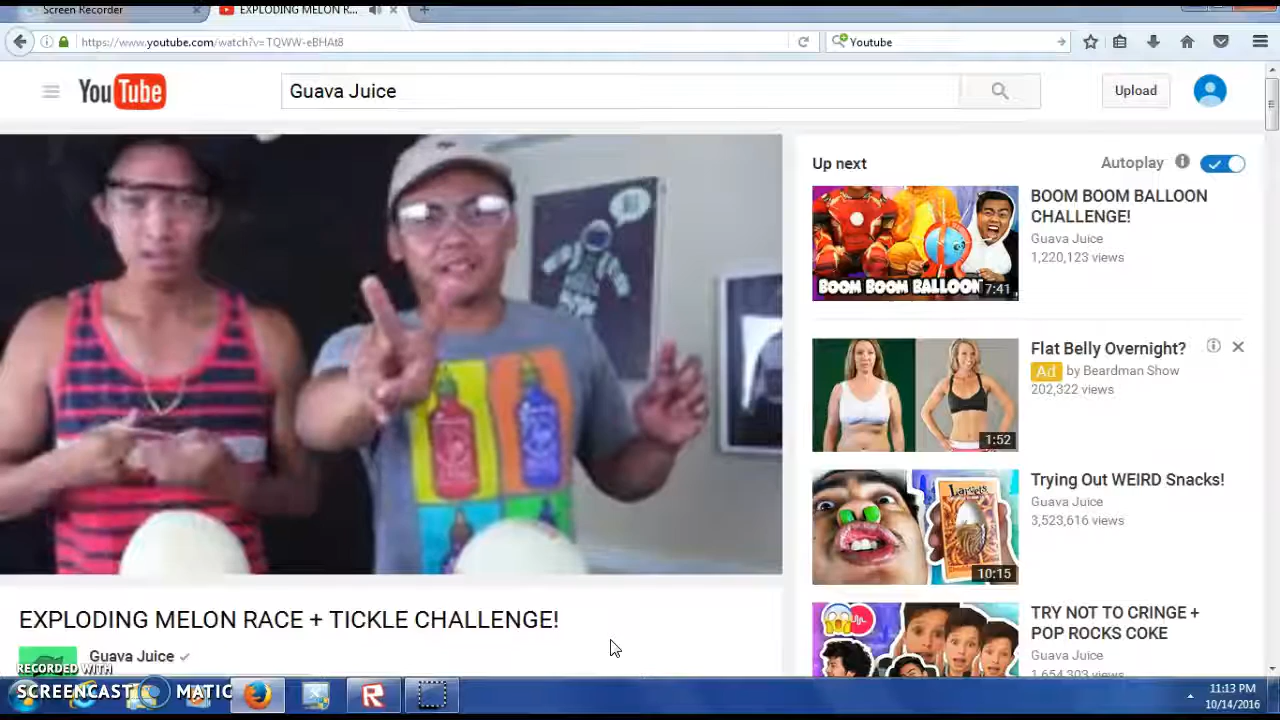 Screen Recorder
EXPLODING MELON R...
https://www.youtube.com/watch?v=TQWW-eBHAt8
Youtube
YouTube
Guava Juice
Upload
Up next
Autoplay
BOOM BOOM BALLOON
CHALLENGE!
Guava Juice
1,220,123 views
BOOM BOOM BALLOON
7:41
Flat Belly Overnight?
Ad by Beardman Show
202,322 views
1:52
Trying Out WEIRD Snacks!
Guava Juice
3,523,616 views
10:15
TRY NOT TO CRINGE +
POP ROCKS COKE
Guava Juice
1,654,303 views
EXPLODING MELON RACE + TICKLE CHALLENGE!
Guava Juice
RECORDED WITH
SCREENCAST MATIC
11:13 PM
10/14/2016